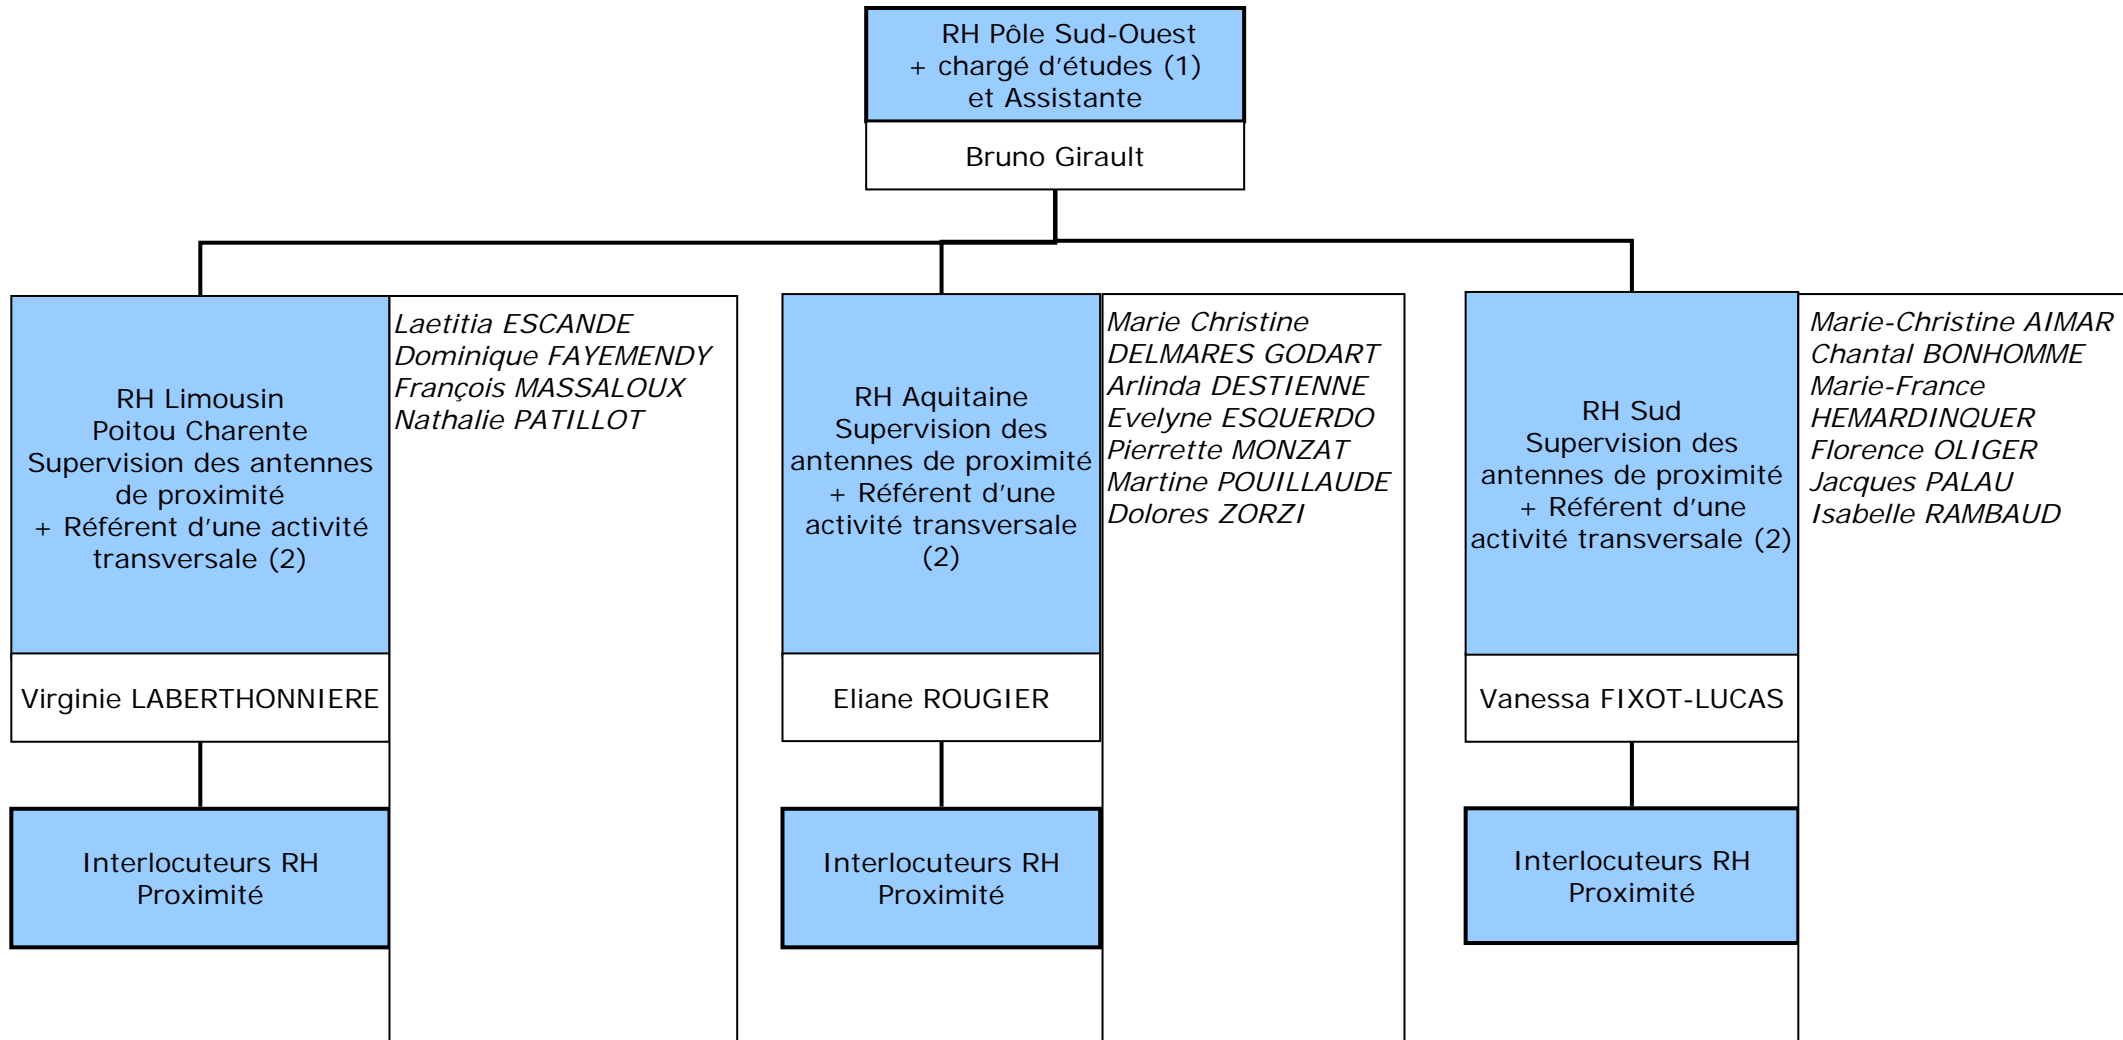 RH Pôle Sud-Ouest
+ chargé d'études (1)
et Assistante
Bruno Girault
RH Limousin
Poitou Charente
Supervision des antennes
de proximité
+ Référent d'une activité
transversale (2)
Virginie LABERTHONNIERE
Laetitia ESCANDE
Dominique FAYEMENDY
François MASSALOUX
Nathalie PATILLOT
Interlocuteurs RH
Proximité
RH Aquitaine
Supervision des
antennes de proximité
+ Référent d'une
activité transversale
(2)
Eliane ROUGIER
Marie Christine
DELMARES GODART
Arlinda DESTIENNE
Evelyne ESQUERDO
Pierrette MONZAT
Martine POUILLAUDE
Dolores ZORZI
Interlocuteurs RH
Proximité
RH Sud
Supervision des
antennes de proximité
+ Référent d'une
activité transversale (2)
Vanessa FIXOT-LUCAS
Marie-Christine AIMAR
Chantal BONHOMME
Marie-France
HEMARDINQUER
Florence OLIGER
Jacques PALAU
Isabelle RAMBAUD
Interlocuteurs RH
Proximité